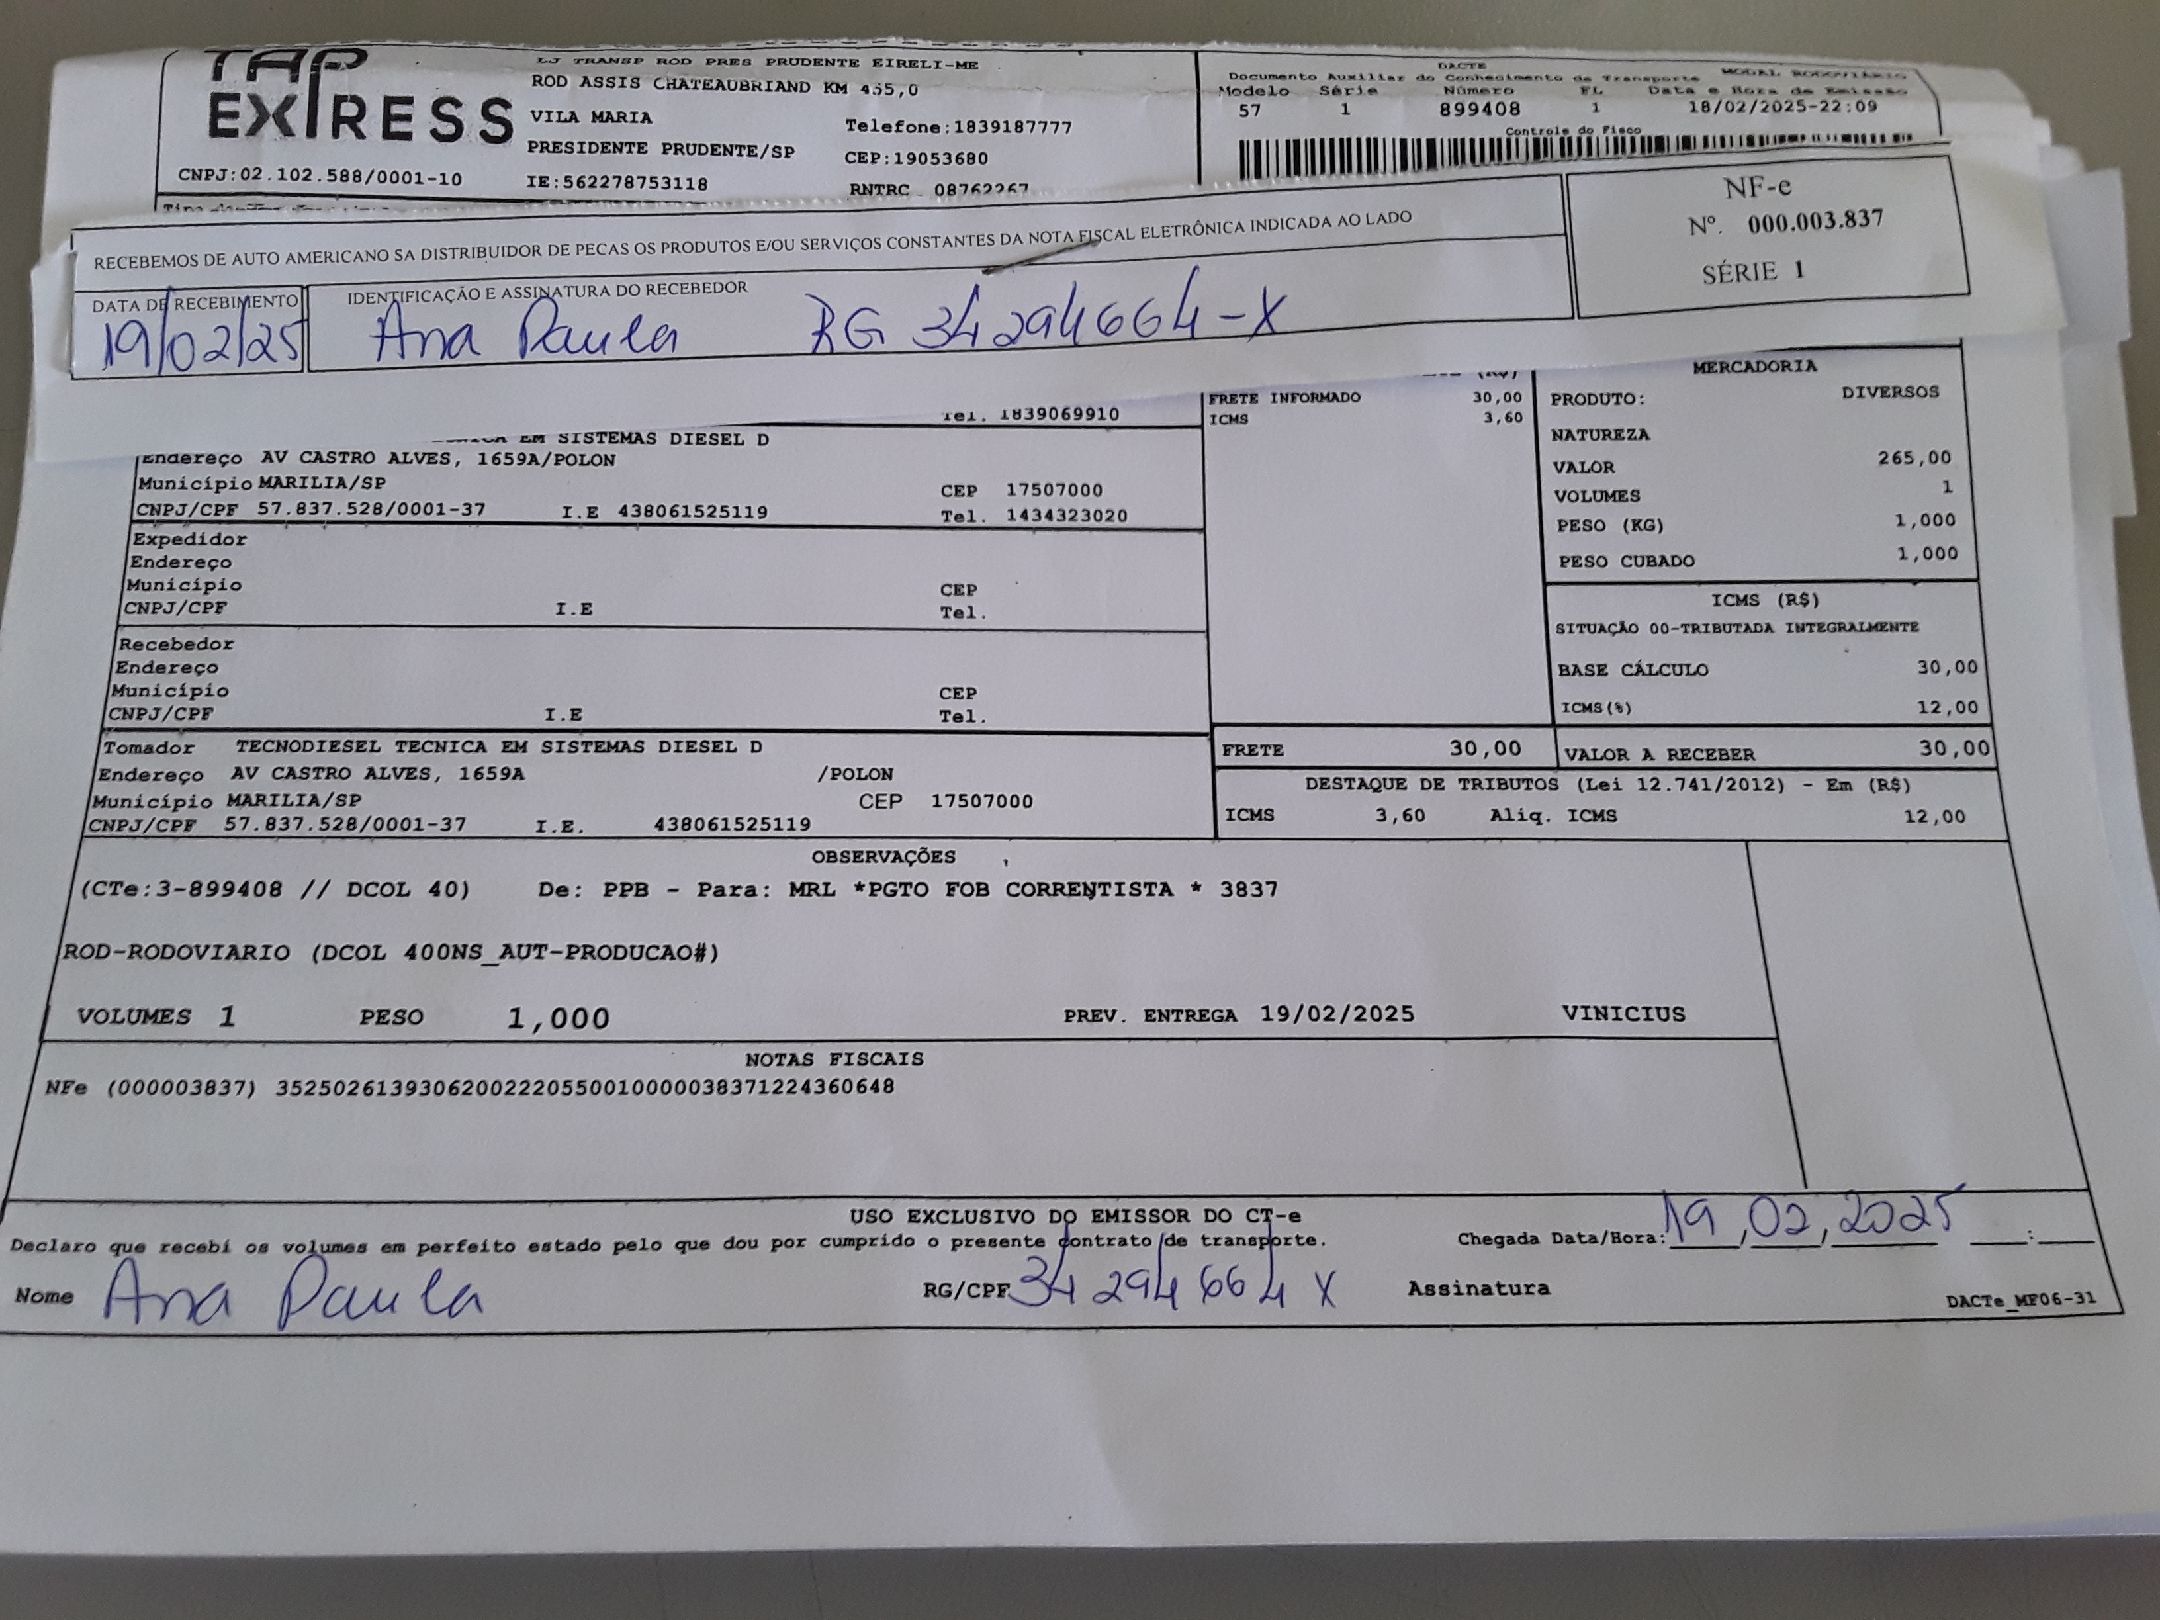 TAP EXPRESS
LJ TRANSP ROD PRES PRUDENTE EIRELI-ME
ROD ASSIS CHATEAUBRIAND KM 455,0
VILA MARIA
Telefone:1839187777
PRESIDENTE PRUDENTE/SP
CEP:19053680
CNPJ:02.102.588/0001-10
IE:562278753118
RNTRC 08762267
DACTE
Documento Auxiliar do Conhecimento de Transporte MODAL RODOVIÁRIO
Modelo Série Número FL Data e Hora de Emissão
57 1 899408 1 18/02/2025-22:09
Controle do Fisco
RECEBEMOS DE AUTO AMERICANO SA DISTRIBUIDOR DE PECAS OS PRODUTOS E/OU SERVIÇOS CONSTANTES DA NOTA FISCAL ELETRÔNICA INDICADA AO LADO
DATA DE RECEBIMENTO
19/02/25
IDENTIFICAÇÃO E ASSINATURA DO RECEBEDOR
Ana Paula RG 34294664-X
NF-e
Nº. 000.003.837
SÉRIE 1
Tel. 1839069910
EM SISTEMAS DIESEL D
Endereço AV CASTRO ALVES, 1659A/POLON
Município MARILIA/SP CEP 17507000
CNPJ/CPF 57.837.528/0001-37 I.E 438061525119 Tel. 1434323020
Expedidor
Endereço
Município CEP
CNPJ/CPF I.E Tel.
Recebedor
Endereço
Município CEP
CNPJ/CPF I.E Tel.
Tomador TECNODIESEL TECNICA EM SISTEMAS DIESEL D
Endereço AV CASTRO ALVES, 1659A /POLON
Município MARILIA/SP CEP 17507000
CNPJ/CPF 57.837.528/0001-37 I.E. 438061525119
(R$)
FRETE INFORMADO 30,00
ICMS 3,60
MERCADORIA
PRODUTO: DIVERSOS
NATUREZA
VALOR 265,00
VOLUMES 1
PESO (KG) 1,000
PESO CUBADO 1,000
ICMS (R$)
SITUAÇÃO 00-TRIBUTADA INTEGRALMENTE
BASE CÁLCULO 30,00
ICMS(%) 12,00
FRETE 30,00 VALOR A RECEBER 30,00
DESTAQUE DE TRIBUTOS (Lei 12.741/2012) - Em (R$)
ICMS 3,60 Aliq. ICMS 12,00
OBSERVAÇÕES
(CTe:3-899408 // DCOL 40) De: PPB - Para: MRL *PGTO FOB CORRENTISTA * 3837
ROD-RODOVIARIO (DCOL 400NS_AUT-PRODUCAO#)
VOLUMES 1 PESO 1,000 PREV. ENTREGA 19/02/2025 VINICIUS
NOTAS FISCAIS
NFe (000003837) 35250261393062002220550010000038371224360648
USO EXCLUSIVO DO EMISSOR DO CT-e
Declaro que recebi os volumes em perfeito estado pelo que dou por cumprido o presente contrato de transporte. Chegada Data/Hora: 19,02,2025 :
Nome Ana Paula RG/CPF 34294664X Assinatura
DACTe_MF06-31